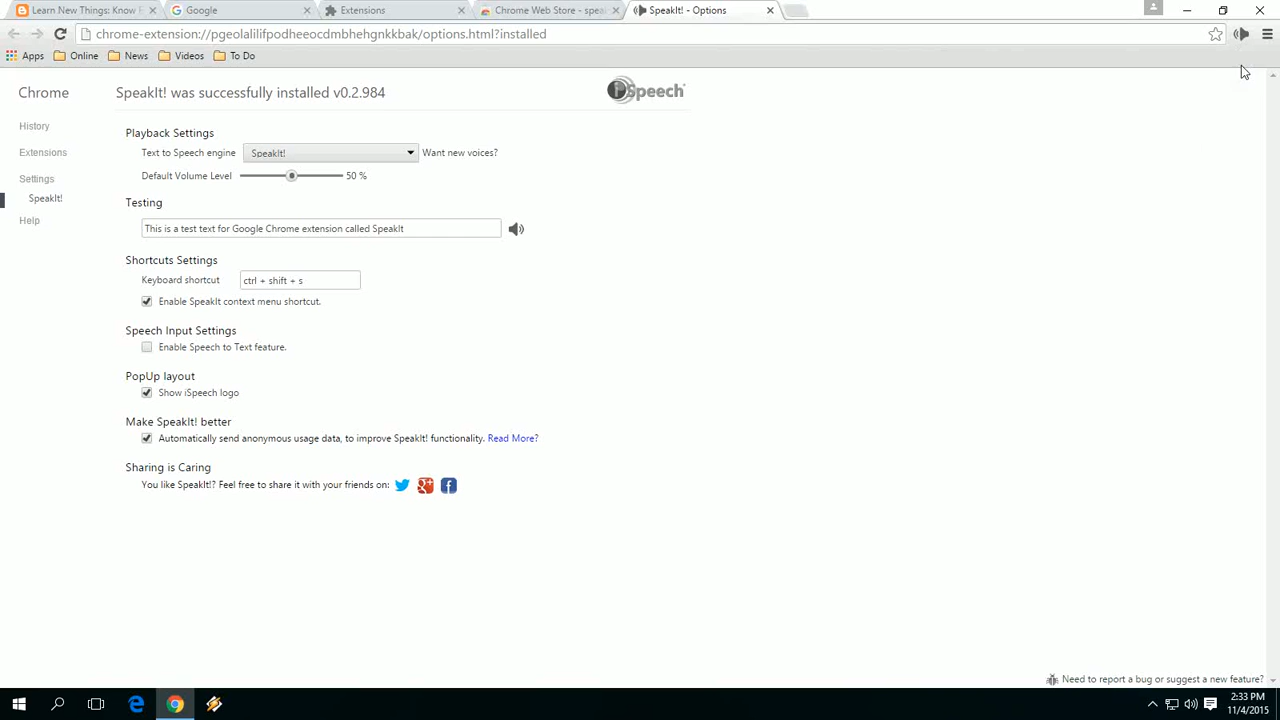 Learn New Things: Know E
Google
Extensions
Chrome Web Store - spea
SpeakIt! - Options
chrome-extension://pgeolalilifpodheeocdmbhehgnkkbak/options.html?installed
Apps
Online
News
Videos
To Do
Chrome
SpeakIt! was successfully installed v0.2.984
iSpeech
History
Extensions
Settings
SpeakIt!
Help
Playback Settings
Text to Speech engine SpeakIt! Want new voices?
Default Volume Level 50 %
Testing
This is a test text for Google Chrome extension called SpeakIt
Shortcuts Settings
Keyboard shortcut ctrl + shift + s
Enable SpeakIt context menu shortcut.
Speech Input Settings
Enable Speech to Text feature.
PopUp layout
Show iSpeech logo
Make SpeakIt! better
Automatically send anonymous usage data, to improve SpeakIt! functionality. Read More?
Sharing is Caring
You like SpeakIt!? Feel free to share it with your friends on:
Need to report a bug or suggest a new feature?
2:33 PM
11/4/2015